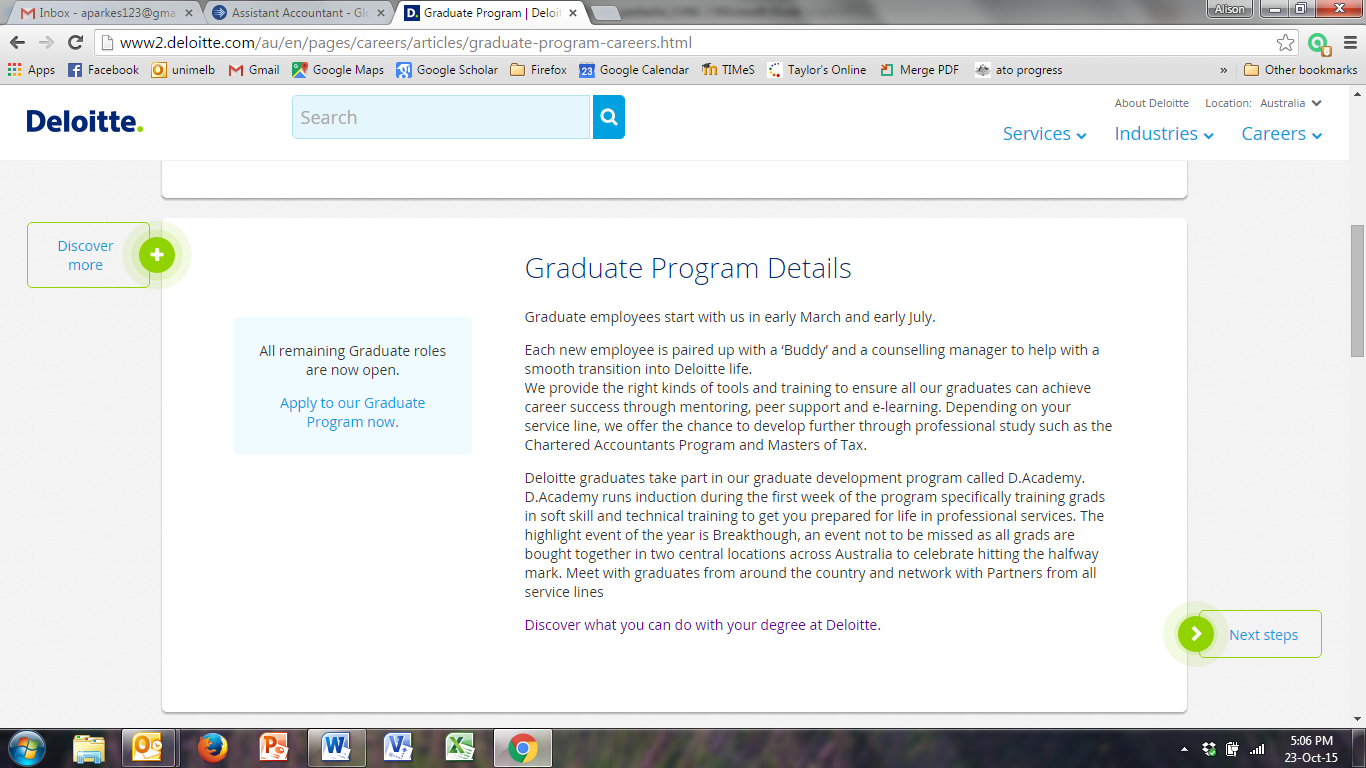 Inbox - aparkes123@gma
Assistant Accountant - Glo
Graduate Program | Deloit
Alison
www2.deloitte.com/au/en/pages/careers/articles/graduate-program-careers.html
Apps Facebook unimelb Gmail Google Maps Google Scholar Firefox Google Calendar TIMeS Taylor's Online Merge PDF ato progress » Other bookmarks
23
About Deloitte Location: Australia
Deloitte.
Search
Services Industries Careers
Discover
more
Graduate Program Details
Graduate employees start with us in early March and early July.
All remaining Graduate roles
are now open.
Apply to our Graduate
Program now.
Each new employee is paired up with a ‘Buddy’ and a counselling manager to help with a
smooth transition into Deloitte life.
We provide the right kinds of tools and training to ensure all our graduates can achieve
career success through mentoring, peer support and e-learning. Depending on your
service line, we offer the chance to develop further through professional study such as the
Chartered Accountants Program and Masters of Tax.
Deloitte graduates take part in our graduate development program called D.Academy.
D.Academy runs induction during the first week of the program specifically training grads
in soft skill and technical training to get you prepared for life in professional services. The
highlight event of the year is Breakthough, an event not to be missed as all grads are
bought together in two central locations across Australia to celebrate hitting the halfway
mark. Meet with graduates from around the country and network with Partners from all
service lines
Discover what you can do with your degree at Deloitte.
Next steps
5:06 PM
23-Oct-15